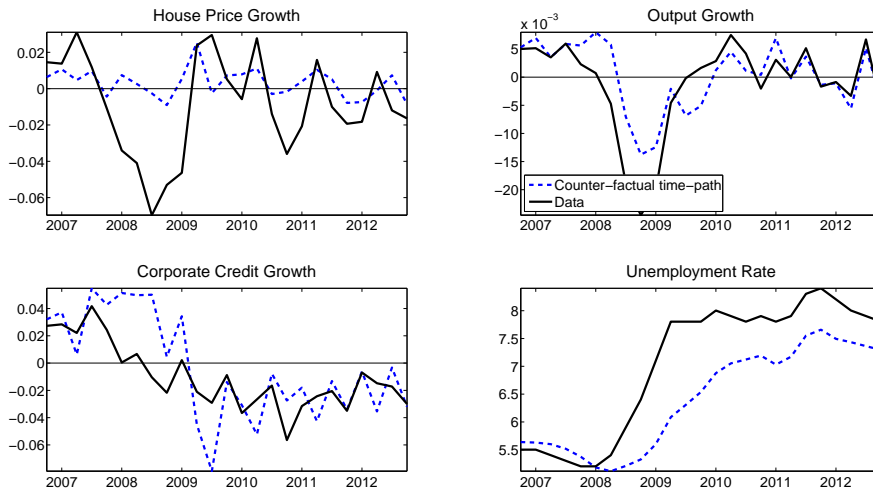 House Price Growth
0.02
0
−0.02
−0.04
−0.06
2007 2008 2009 2010 2011 2012
Output Growth
x 10⁻³
5
0
−5
−10
−15
−20
Counter−factual time−path
Data
2007 2008 2009 2010 2011 2012
Corporate Credit Growth
0.04
0.02
0
−0.02
−0.04
−0.06
2007 2008 2009 2010 2011 2012
Unemployment Rate
8
7.5
7
6.5
6
5.5
2007 2008 2009 2010 2011 2012